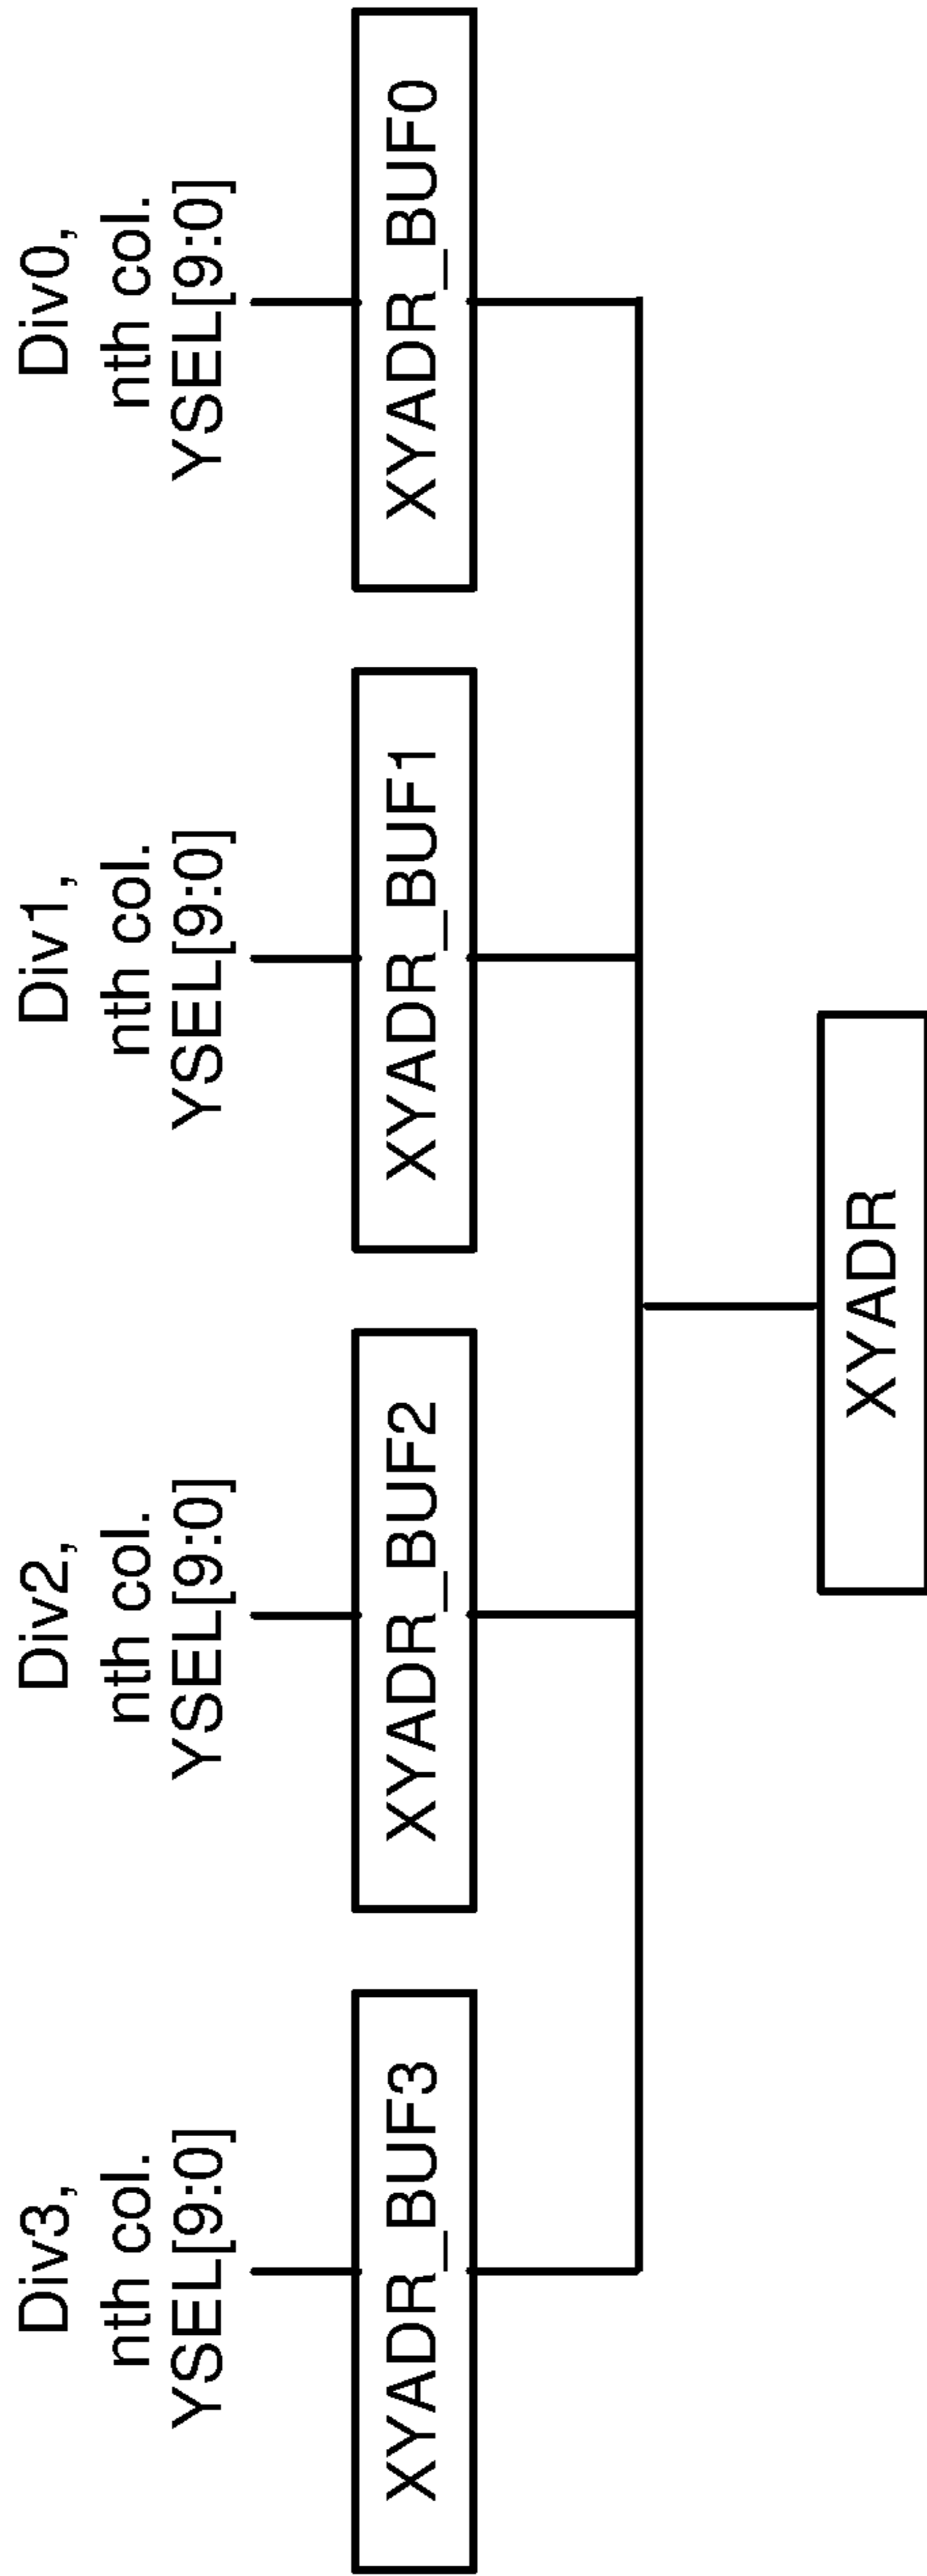 Div3,
nth col.
YSEL[9:0]
Div2,
nth col.
YSEL[9:0]
Div1,
nth col.
YSEL[9:0]
Div0,
nth col.
YSEL[9:0]
XYADR_BUF3
XYADR_BUF2
XYADR_BUF1
XYADR_BUF0
XYADR